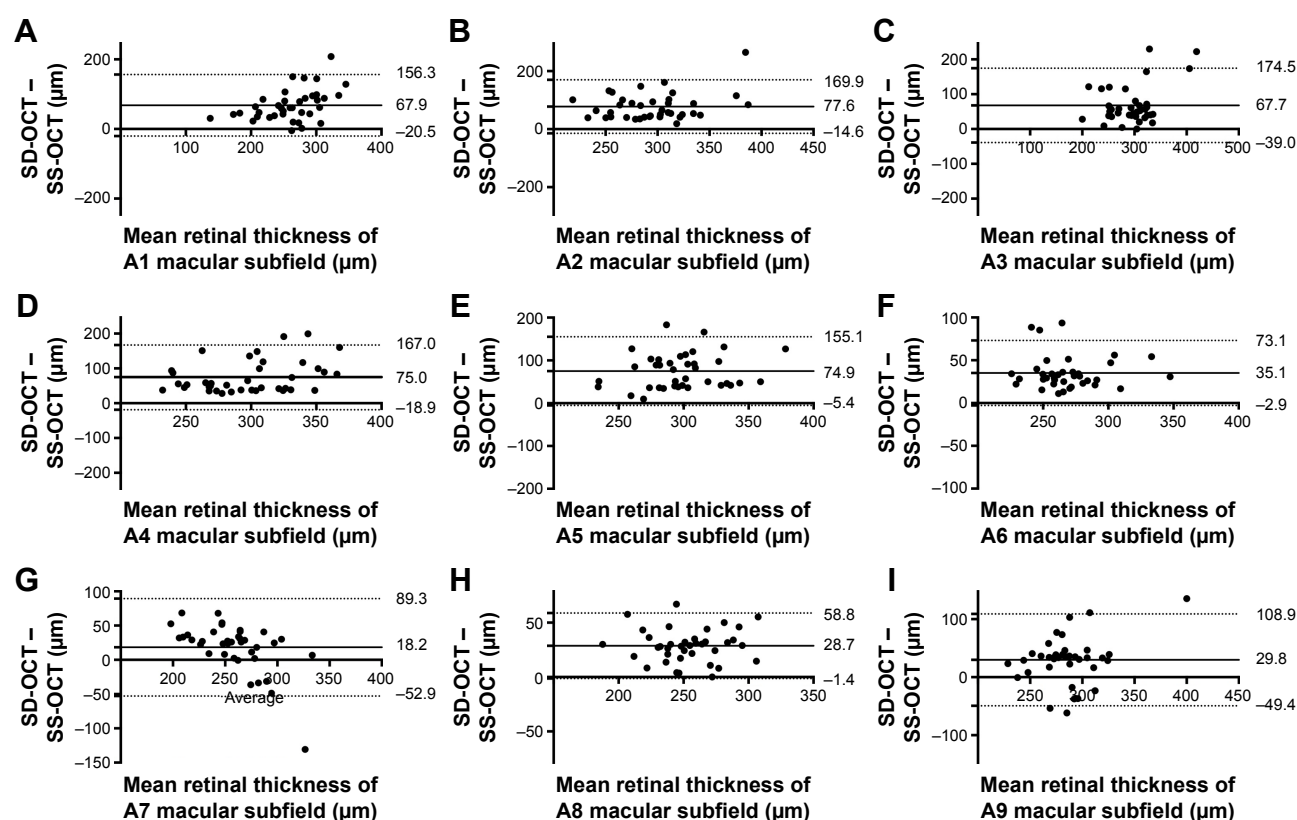 A
SD-OCT –
SS-OCT (µm)
200
100
0
–200
100
200
300
400
156.3
67.9
–20.5
Mean retinal thickness of
A1 macular subfield (µm)
B
SD-OCT –
SS-OCT (µm)
200
100
0
–200
250
300
350
400
450
169.9
77.6
–14.6
Mean retinal thickness of
A2 macular subfield (µm)
C
SD-OCT –
SS-OCT (µm)
200
100
0
–100
–200
100
200
300
400
500
174.5
67.7
–39.0
Mean retinal thickness of
A3 macular subfield (µm)
D
SD-OCT –
SS-OCT (µm)
200
100
0
–100
–200
250
300
350
400
167.0
75.0
–18.9
Mean retinal thickness of
A4 macular subfield (µm)
E
SD-OCT –
SS-OCT (µm)
200
100
0
–100
–200
250
300
350
400
155.1
74.9
–5.4
Mean retinal thickness of
A5 macular subfield (µm)
F
SD-OCT –
SS-OCT (µm)
100
50
0
–50
–100
250
300
350
400
73.1
35.1
–2.9
Mean retinal thickness of
A6 macular subfield (µm)
G
SD-OCT –
SS-OCT (µm)
100
50
0
–50
–100
–150
200
250
300
350
400
Average
89.3
18.2
–52.9
Mean retinal thickness of
A7 macular subfield (µm)
H
SD-OCT –
SS-OCT (µm)
50
0
–50
200
250
300
350
58.8
28.7
–1.4
Mean retinal thickness of
A8 macular subfield (µm)
I
SD-OCT –
SS-OCT (µm)
100
0
–100
250
300
350
400
450
108.9
29.8
–49.4
Mean retinal thickness of
A9 macular subfield (µm)